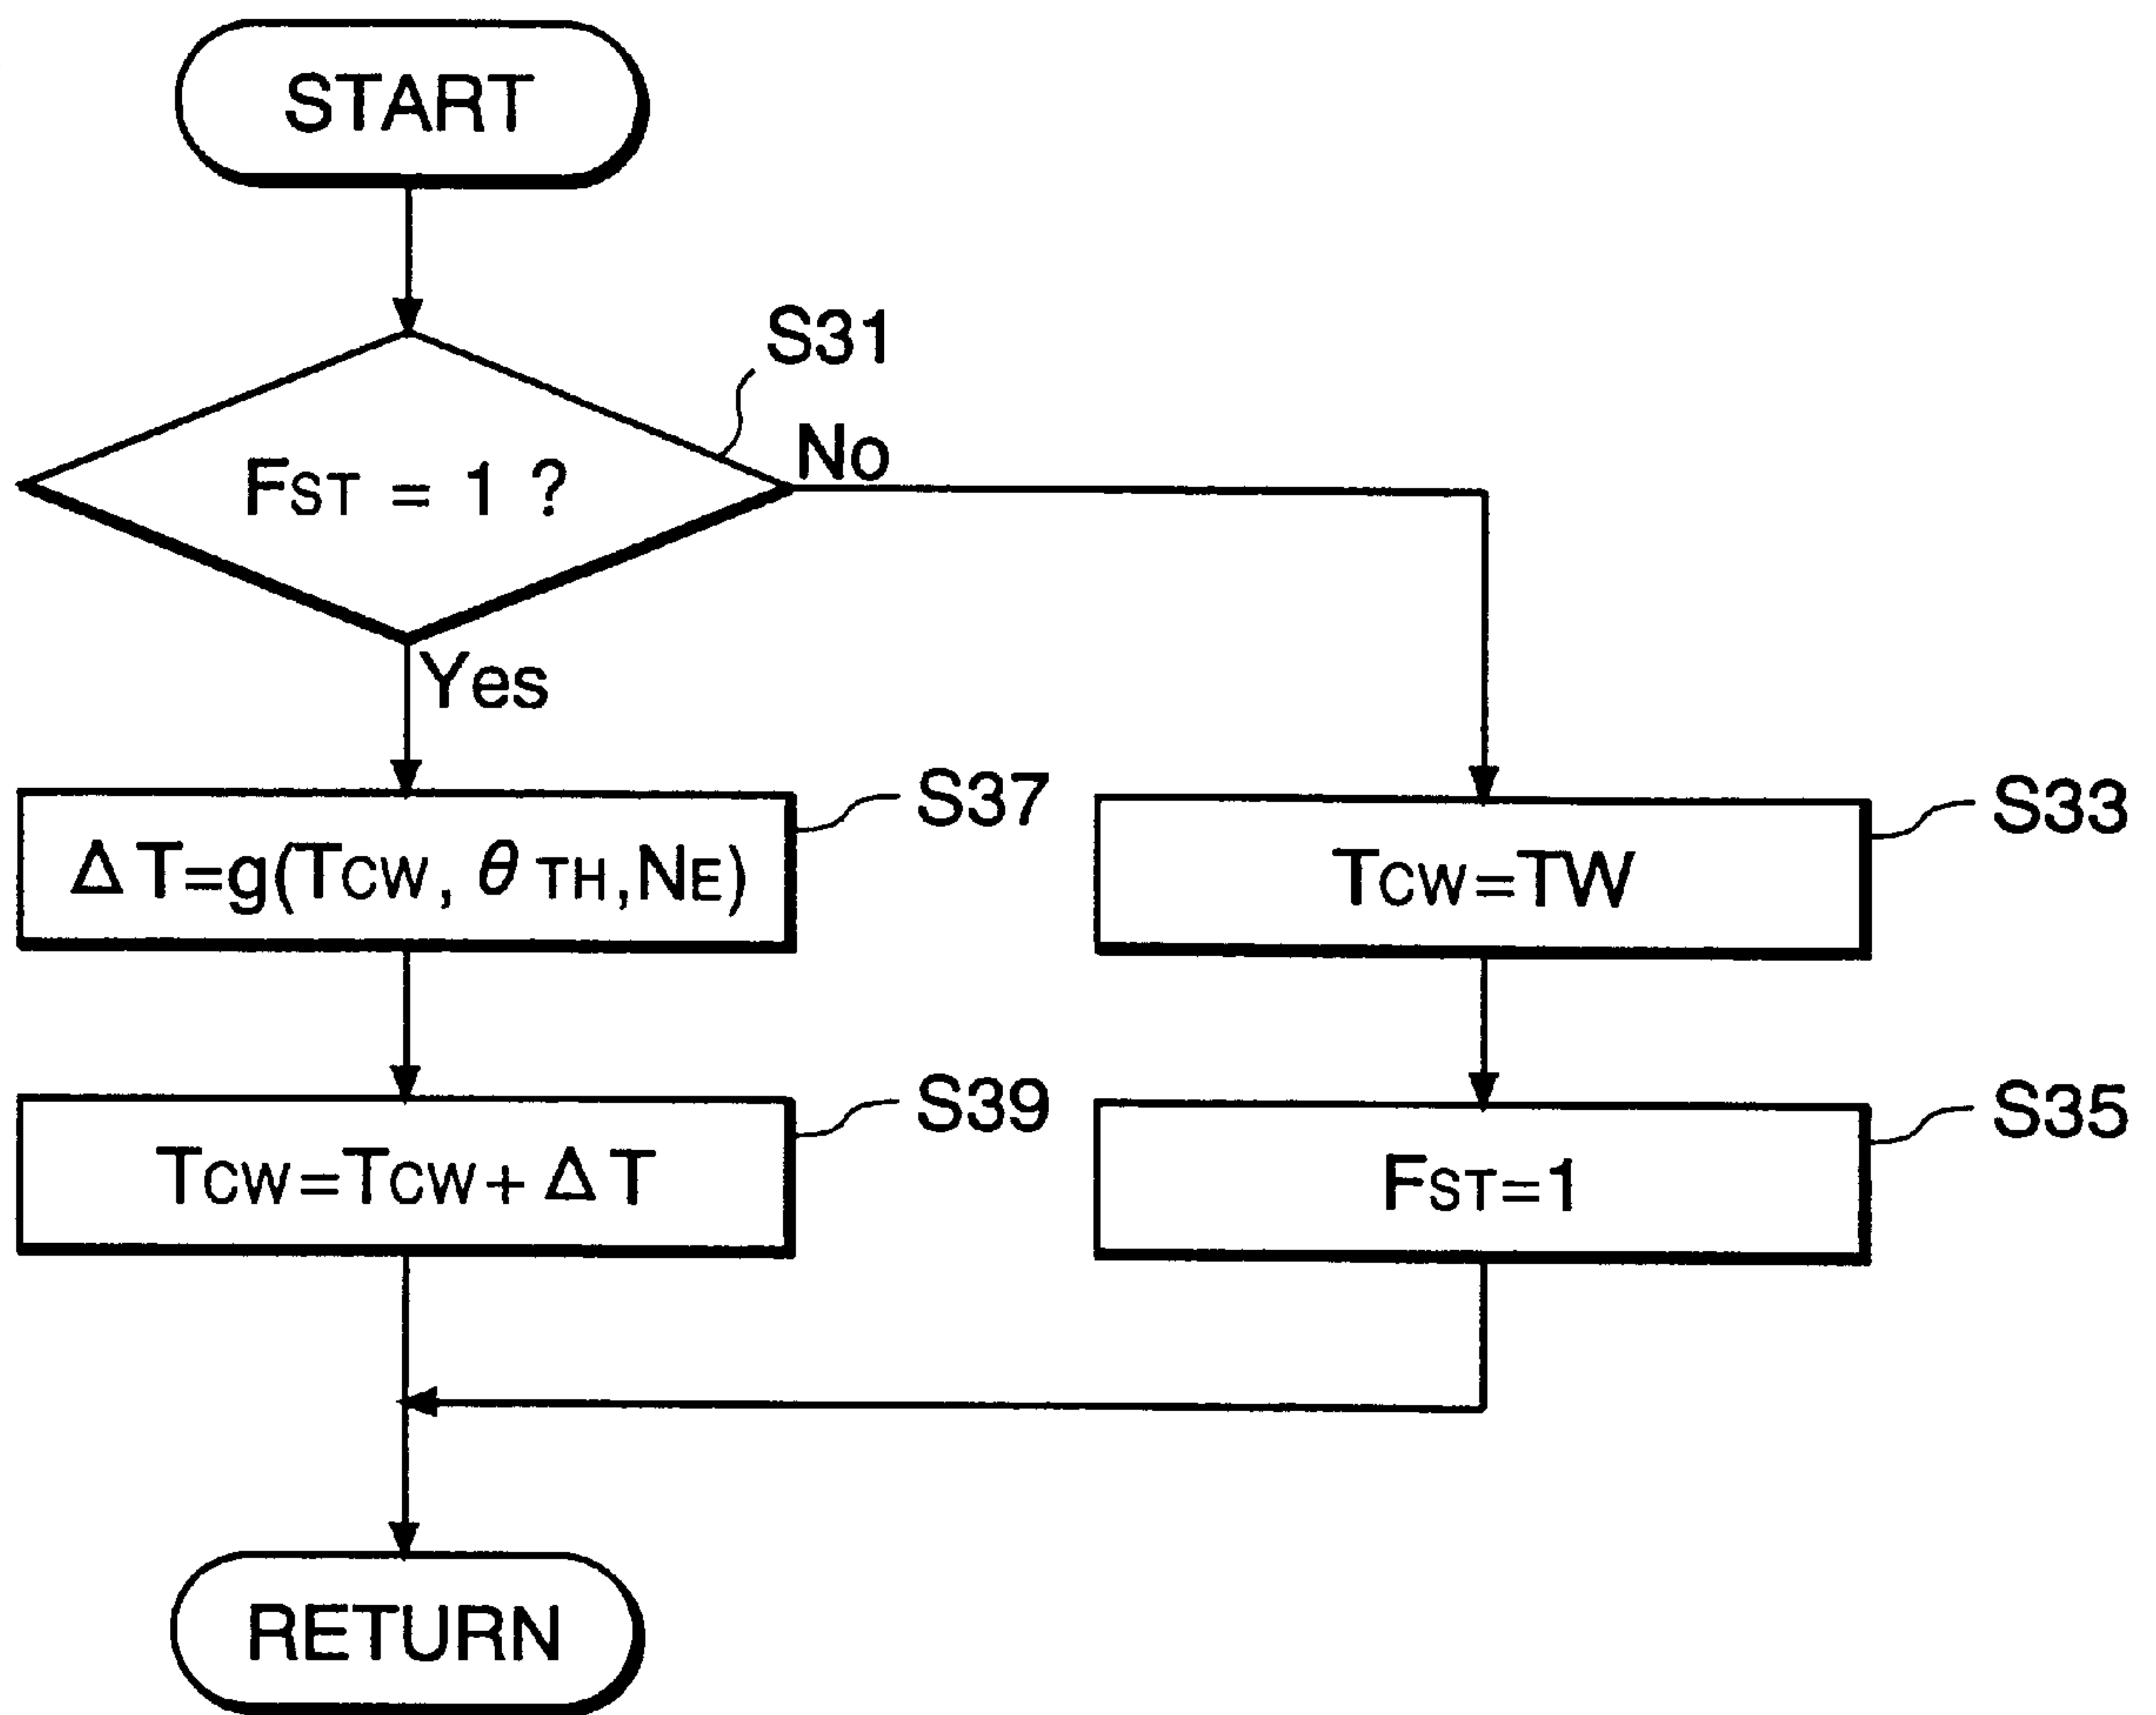 START
S31
FST = 1 ?
No
Yes
S37
ΔT=g(TCW, θTH,NE)
S33
TCW=TW
S39
TCW=TCW+ΔT
S35
FST=1
RETURN